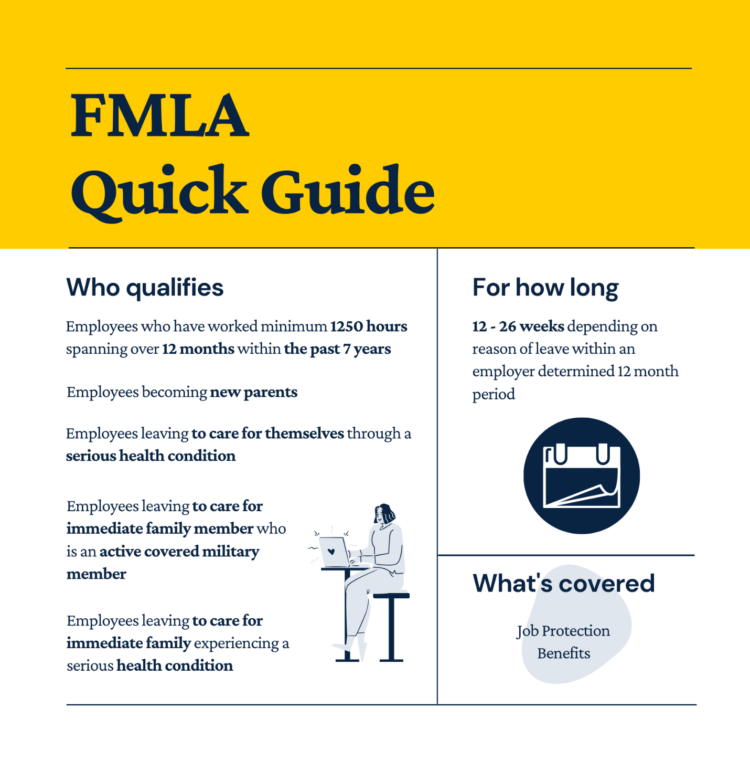 FMLA
Quick Guide
Who qualifies
Employees who have worked minimum 1250 hours
spanning over 12 months within the past 7 years
Employees becoming new parents
Employees leaving to care for themselves through a
serious health condition
Employees leaving to care for
immediate family member who
is an active covered military
member
Employees leaving to care for
immediate family experiencing a
serious health condition
For how long
12 - 26 weeks depending on
reason of leave within an
employer determined 12 month
period
What's covered
Job Protection
Benefits